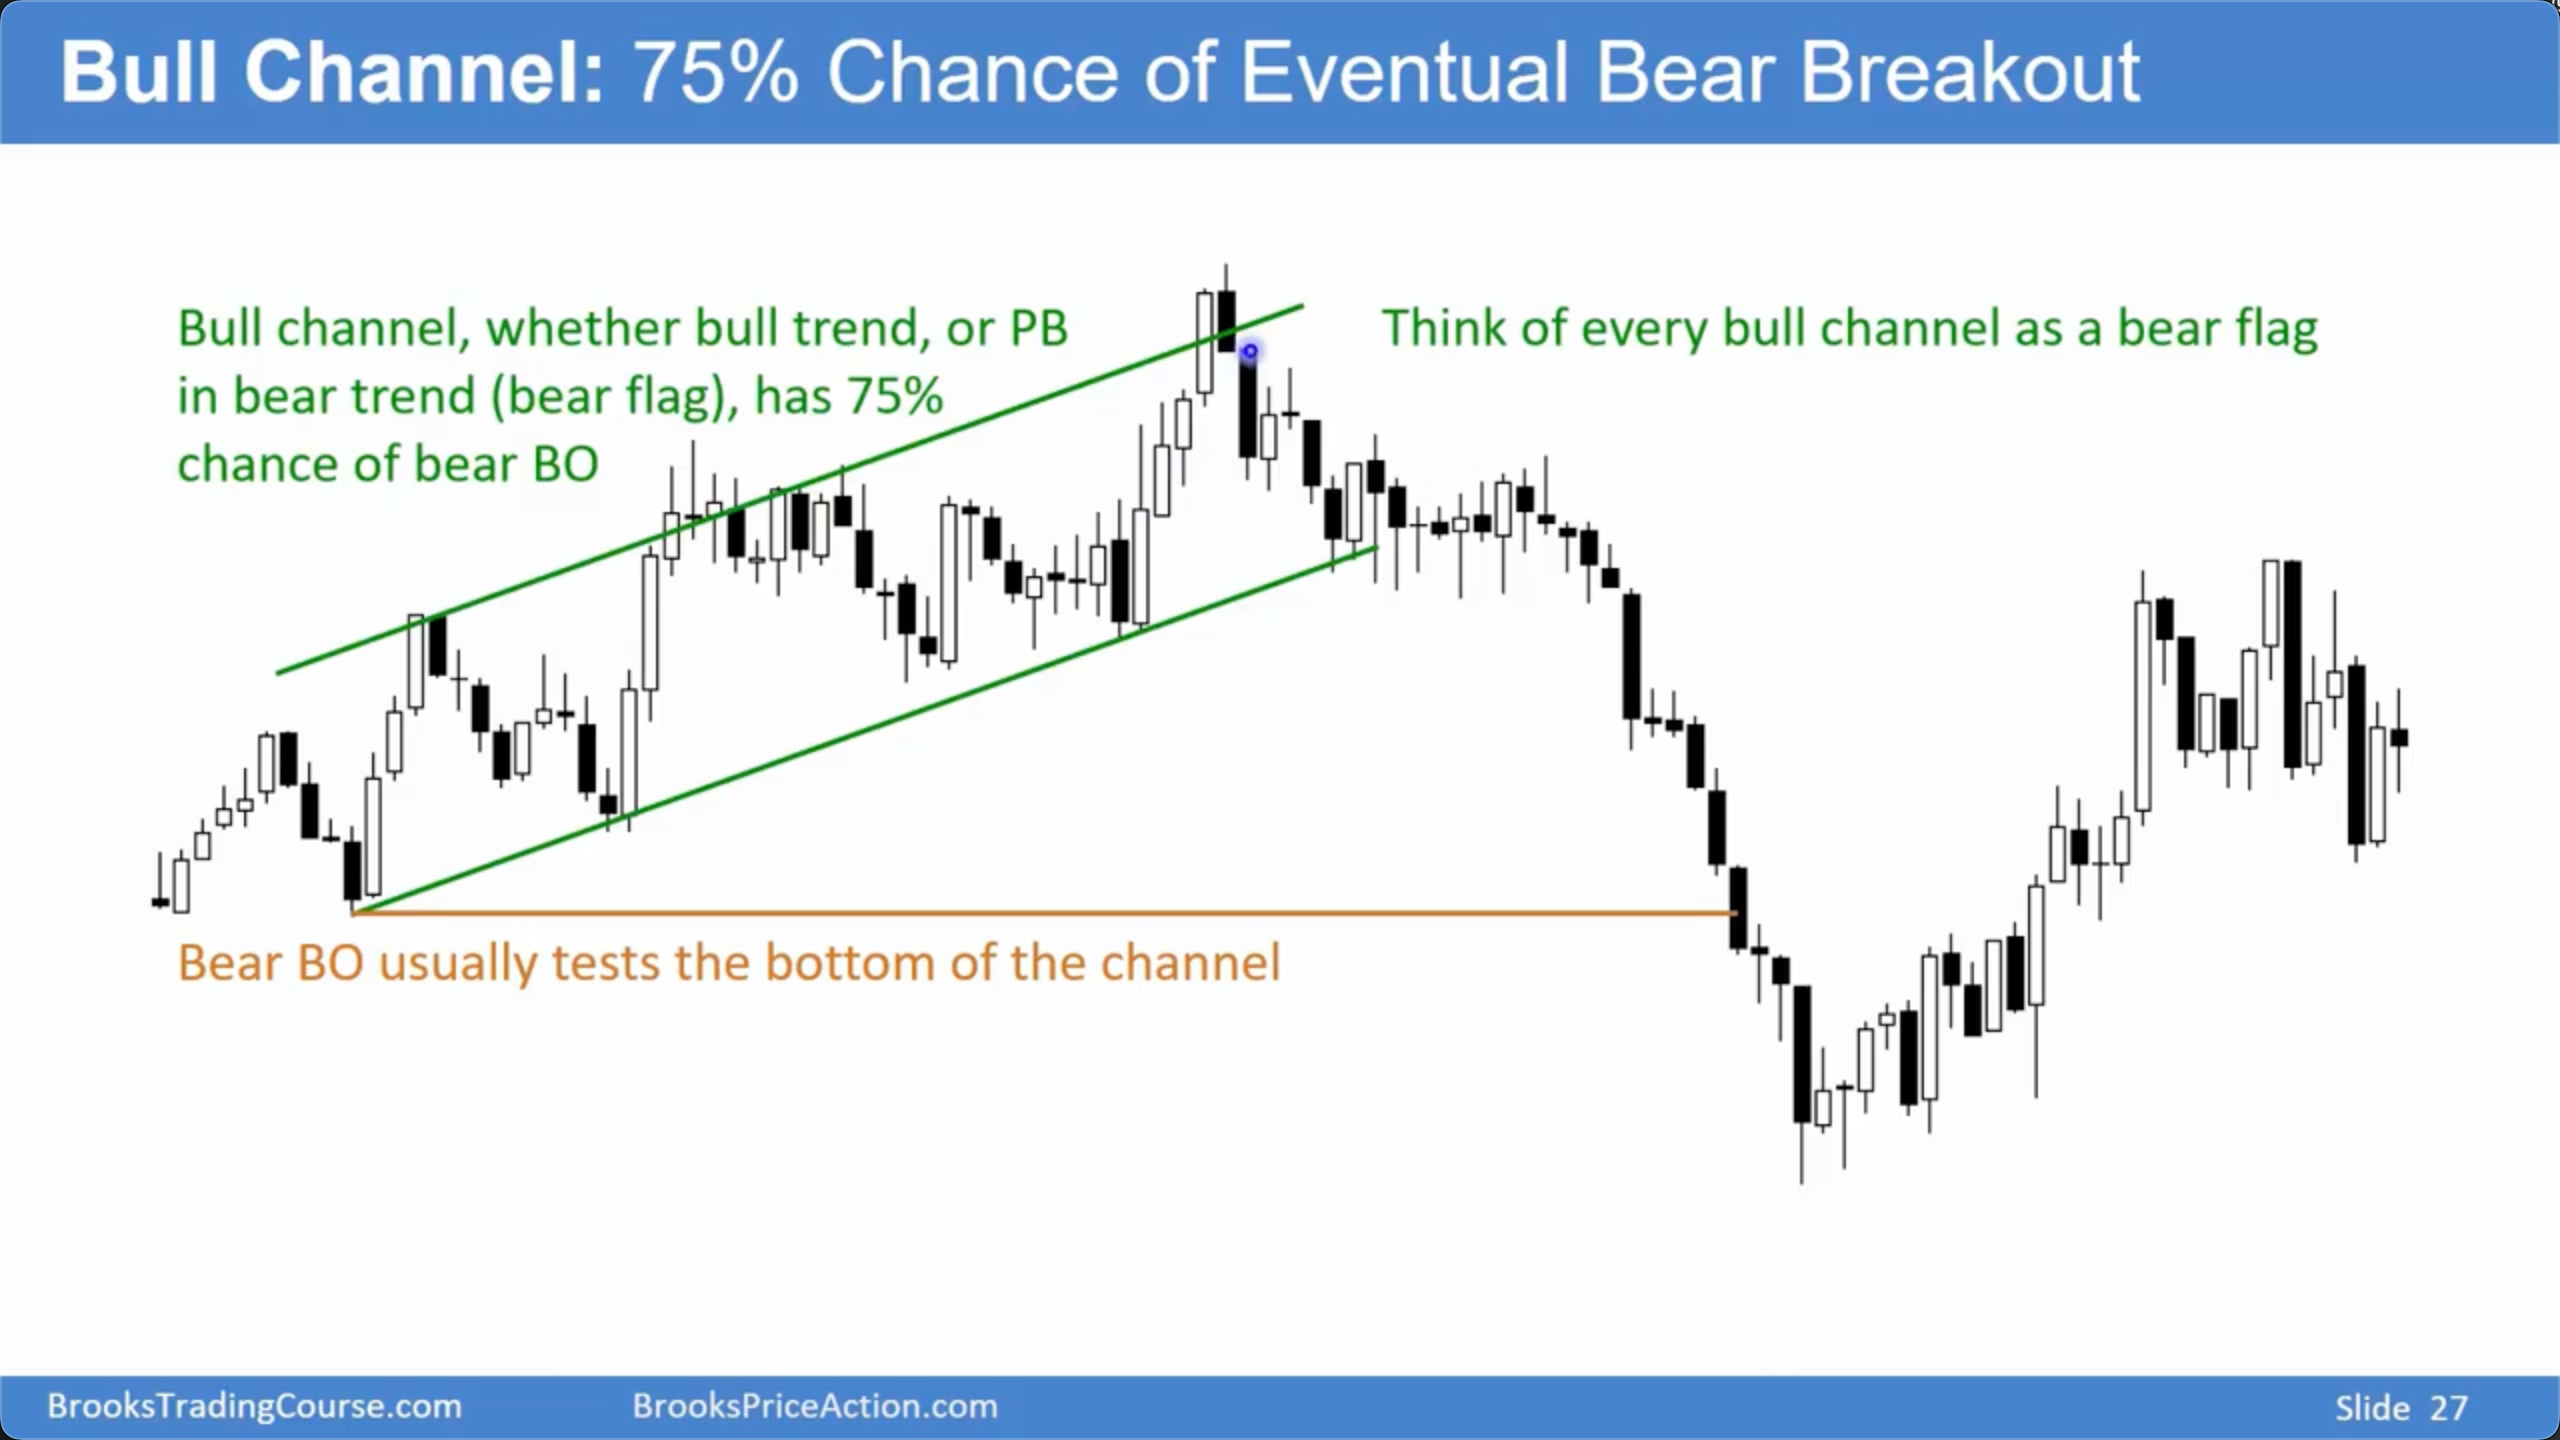 Bull Channel: 75% Chance of Eventual Bear Breakout
Bull channel, whether bull trend, or PB
in bear trend (bear flag), has 75%
chance of bear BO
Think of every bull channel as a bear flag
Bear BO usually tests the bottom of the channel
BrooksTradingCourse.com
BrooksPriceAction.com
Slide 27